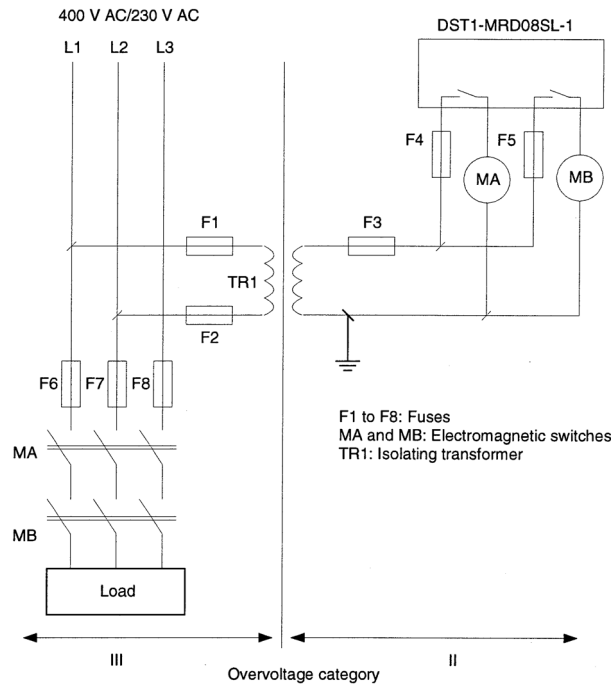 400 V AC/230 V AC
DST1-MRD08SL-1
L1 L2 L3
F4 F5
MA MB
F1 F3
TR1
F2
F6 F7 F8
F1 to F8: Fuses
MA and MB: Electromagnetic switches
TR1: Isolating transformer
MA
MB
Load
III II
Overvoltage category